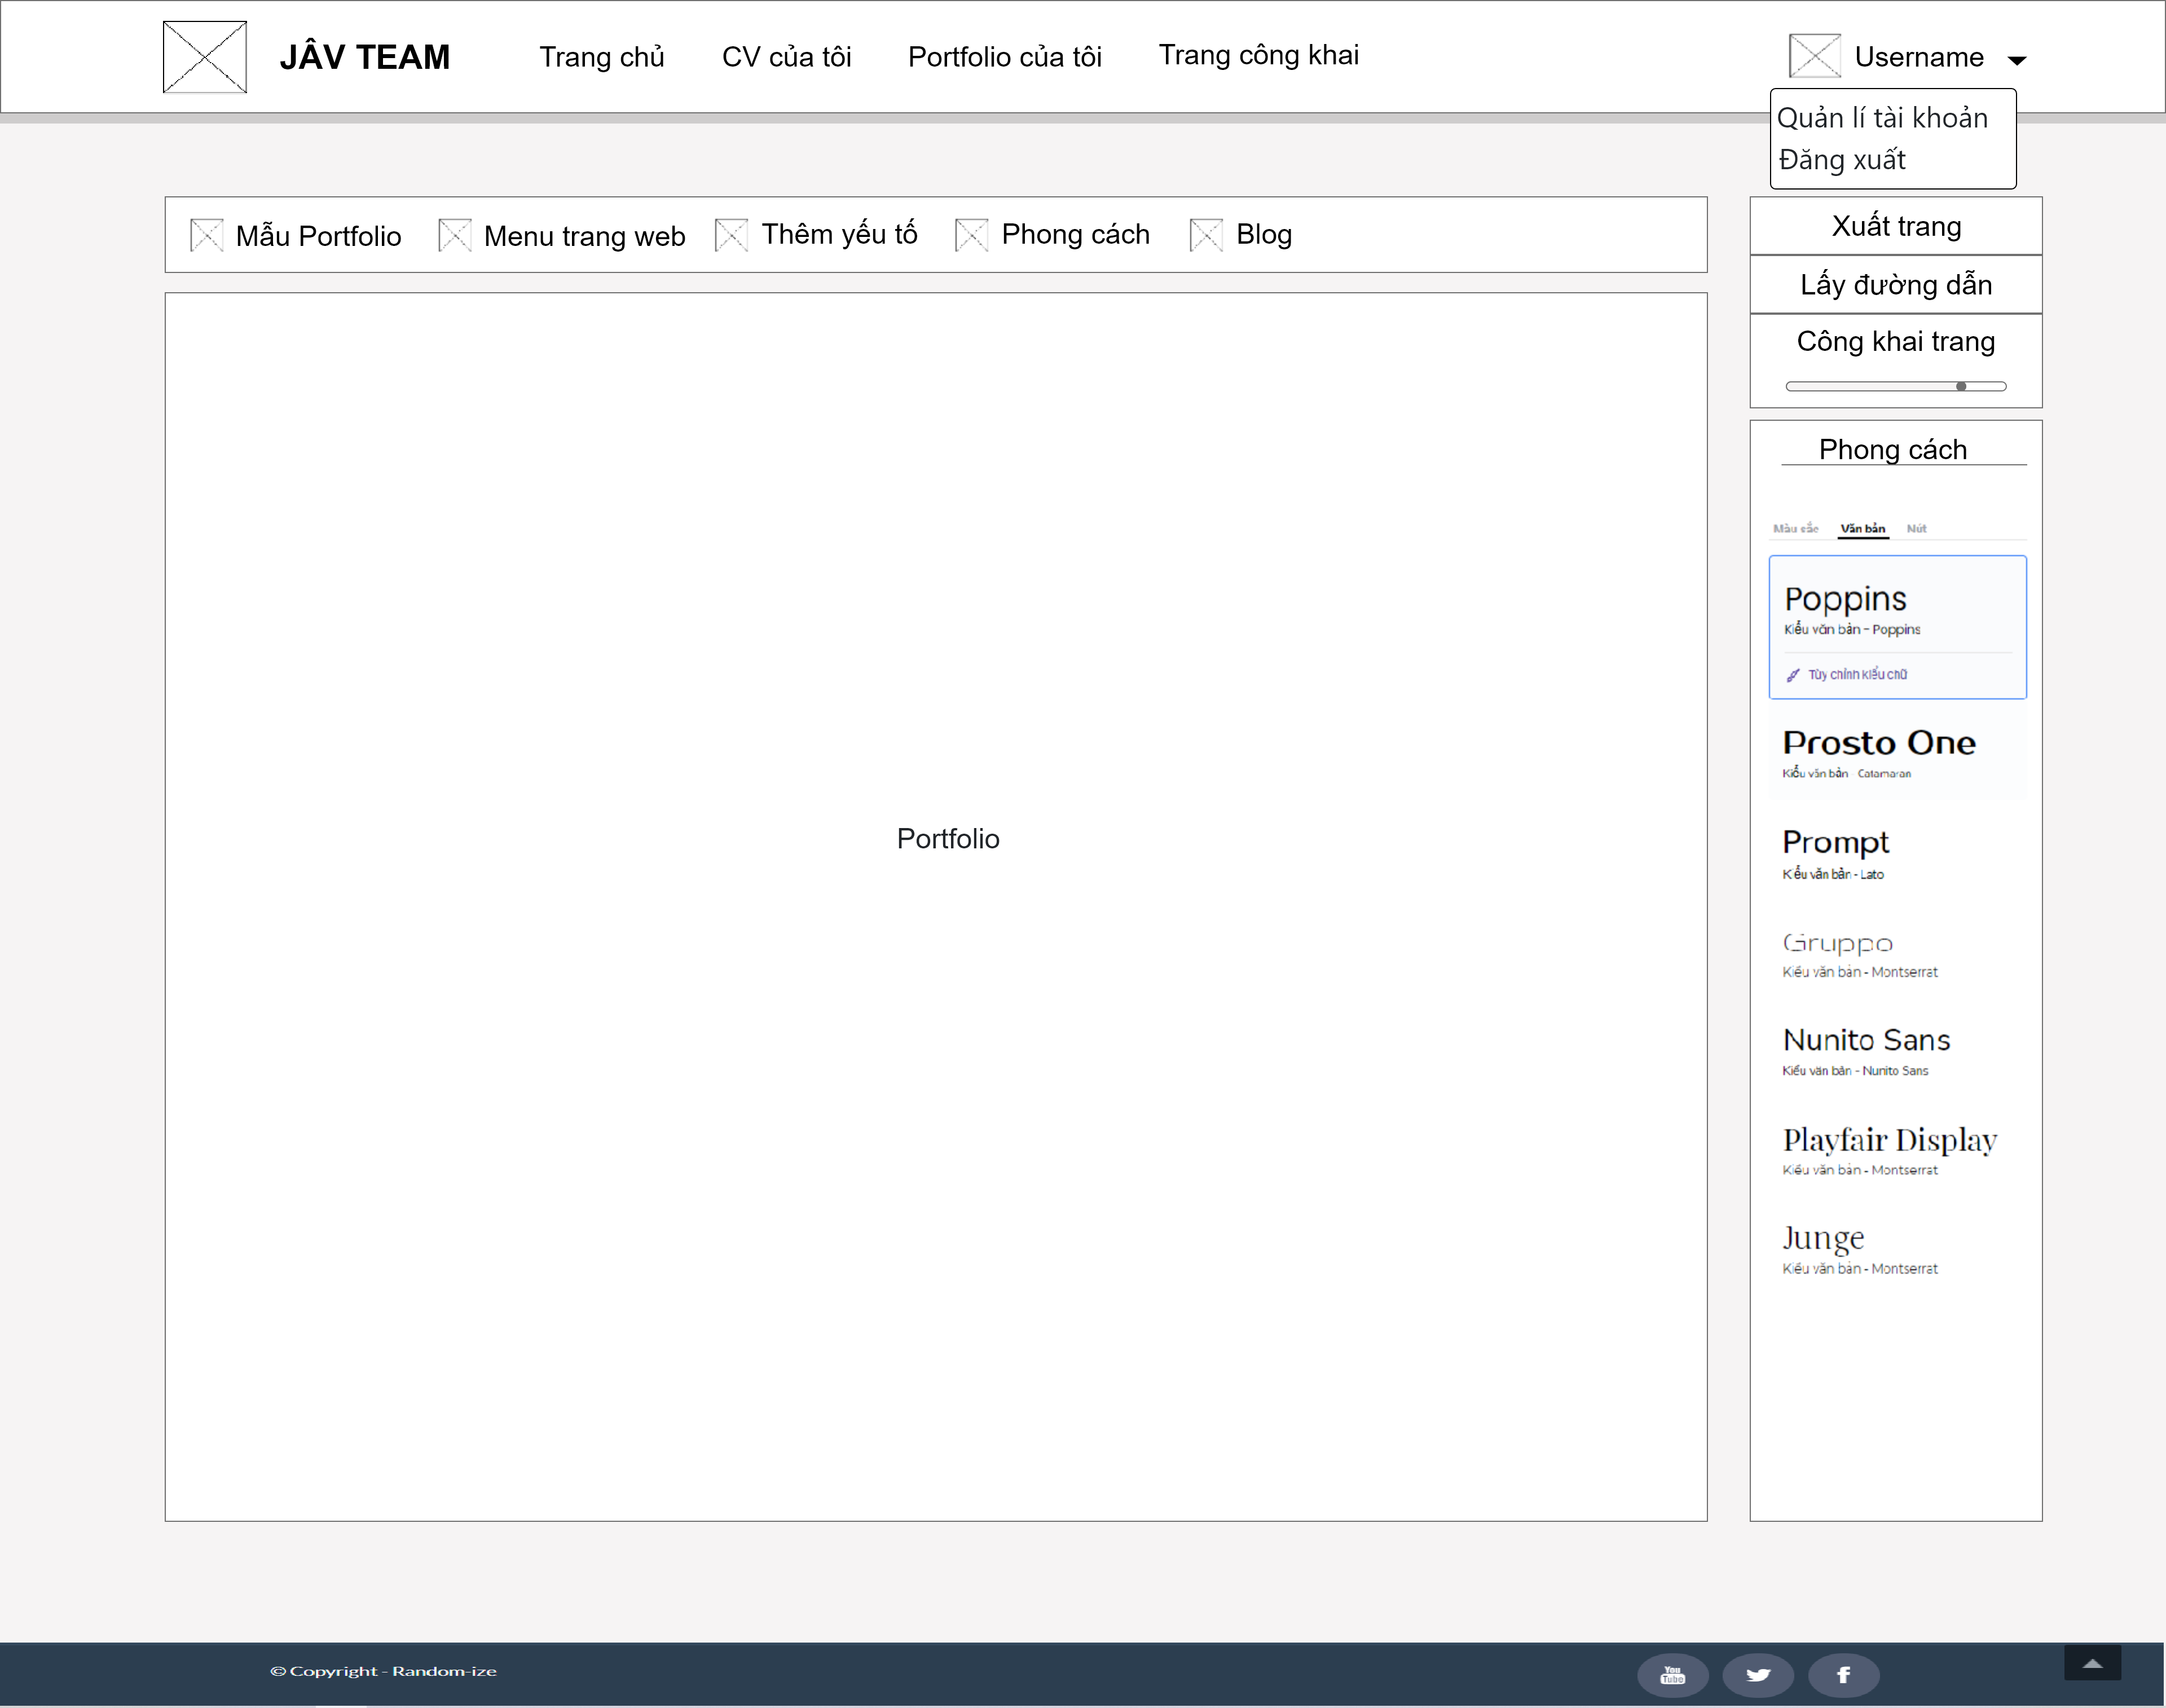 JÂV TEAM
Trang chủ
CV của tôi
Portfolio của tôi
Trang công khai
Username
Quản lí tài khoản
Đăng xuất
Mẫu Portfolio
Menu trang web
Thêm yếu tố
Phong cách
Blog
Portfolio
Xuất trang
Lấy đường dẫn
Công khai trang
Phong cách
Màu sắc
Văn bản
Nút
Poppins
Kiểu văn bản - Poppins
Tùy chỉnh kiểu chữ
Prosto One
Kiểu văn bản - Catamaran
Prompt
Kiểu văn bản - Lato
Gruppo
Kiểu văn bản - Montserrat
Nunito Sans
Kiểu văn bản - Nunito Sans
Playfair Display
Kiểu văn bản - Montserrat
Junge
Kiểu văn bản - Montserrat
© Copyright - Random-ize
You
Tube